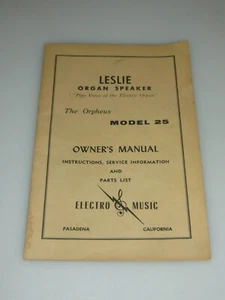 LESLIE
ORGAN SPEAKER
"Pipe Voice of the Electric Organ"
The Orpheus
MODEL 25
OWNER'S MANUAL
INSTRUCTIONS, SERVICE INFORMATION
AND
PARTS LIST
ELECTRO MUSIC
PASADENA CALIFORNIA